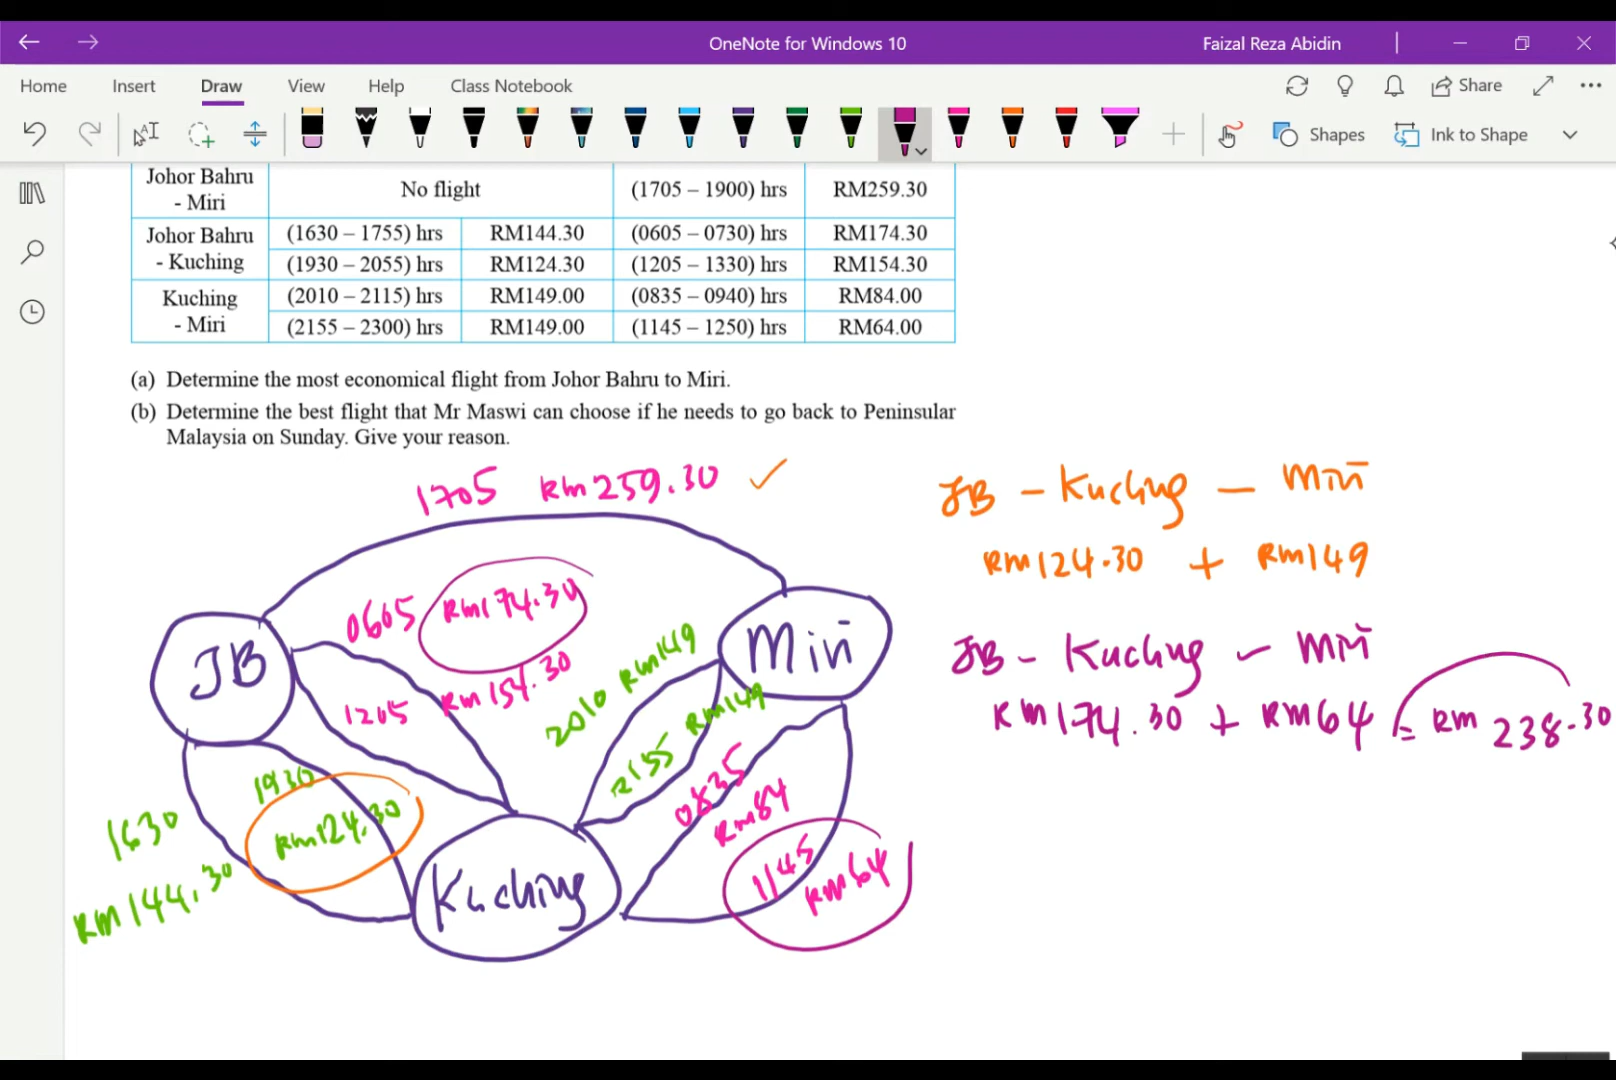 OneNote for Windows 10
Faizal Reza Abidin
Home Insert Draw View Help Class Notebook
Share
Shapes
Ink to Shape
Johor Bahru - Miri No flight (1705 – 1900) hrs RM259.30
Johor Bahru - Kuching (1630 – 1755) hrs RM144.30 (0605 – 0730) hrs RM174.30
(1930 – 2055) hrs RM124.30 (1205 – 1330) hrs RM154.30
Kuching - Miri (2010 – 2115) hrs RM149.00 (0835 – 0940) hrs RM84.00
(2155 – 2300) hrs RM149.00 (1145 – 1250) hrs RM64.00
(a) Determine the most economical flight from Johor Bahru to Miri.
(b) Determine the best flight that Mr Maswi can choose if he needs to go back to Peninsular
Malaysia on Sunday. Give your reason.
1705 RM259.30 ✓
JB – Kuching – Miri
RM124.30 + RM149
0605 RM174.30
JB
Miri
JB – Kuching – Miri
RM174.30 + RM64 = RM 238.30
1205 RM154.30
2010 RM149
2155 RM149
1930
RM124.30
1630
RM144.30
0835
RM84
1145
RM64
Kuching